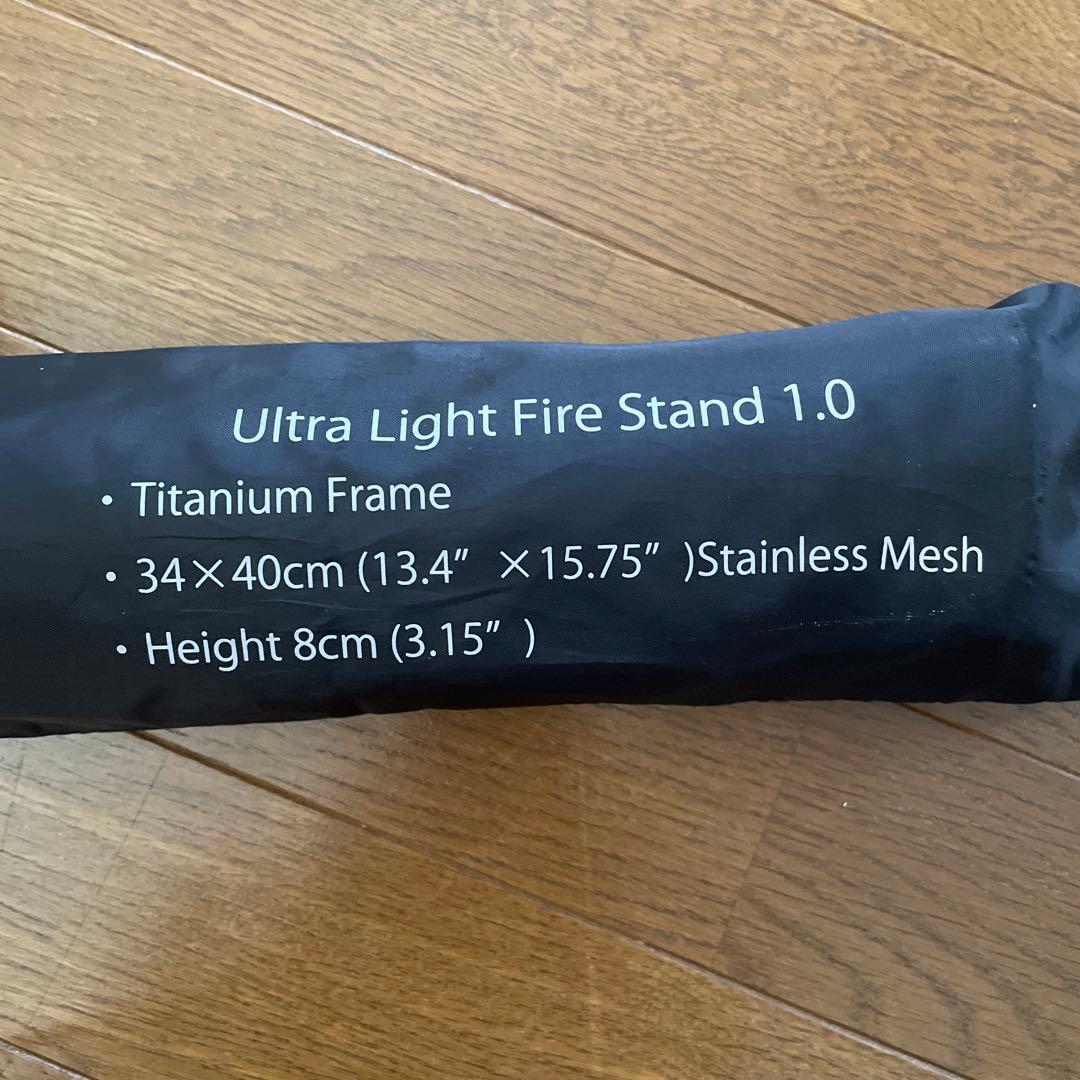 Ultra Light Fire Stand 1.0
・Titanium Frame
・34×40cm (13.4″ ×15.75″ )Stainless Mesh
・Height 8cm (3.15″ )